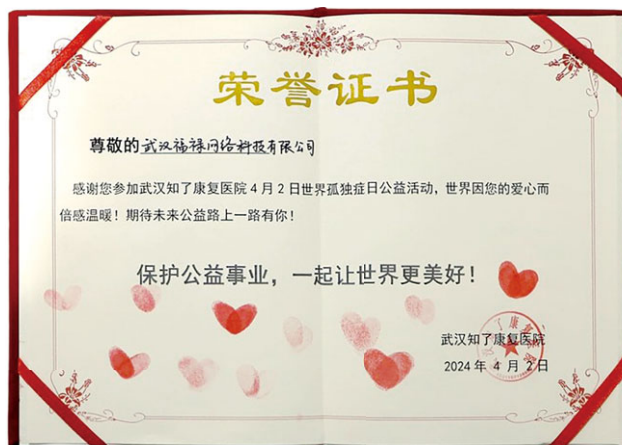 荣誉证书
尊敬的武汉福禄网络科技有限公司
感谢您参加武汉知了康复医院4月2日世界孤独症日公益活动，世界因您的爱心而
倍感温暖！期待未来公益路上一路有你！
保护公益事业，一起让世界更美好！
武汉知了康复医院
2024年4月2日